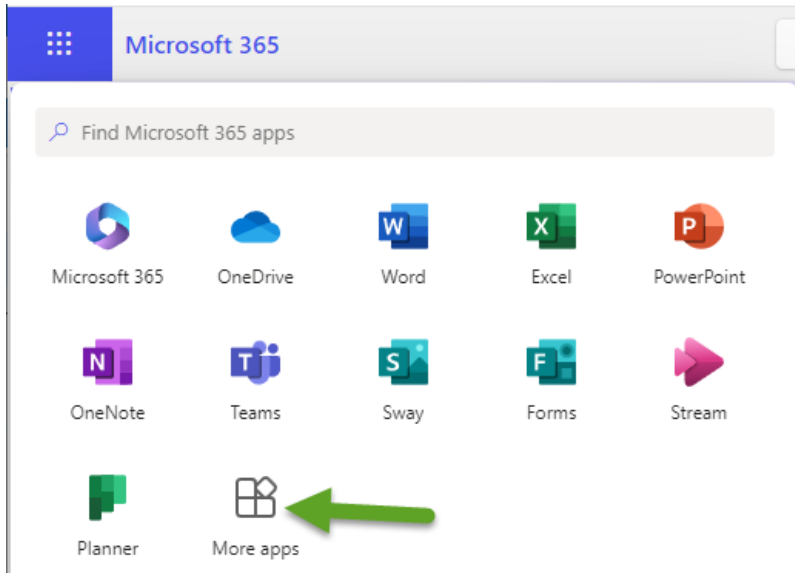 Microsoft 365
Find Microsoft 365 apps
Microsoft 365 OneDrive Word Excel PowerPoint
OneNote Teams Sway Forms Stream
Planner More apps